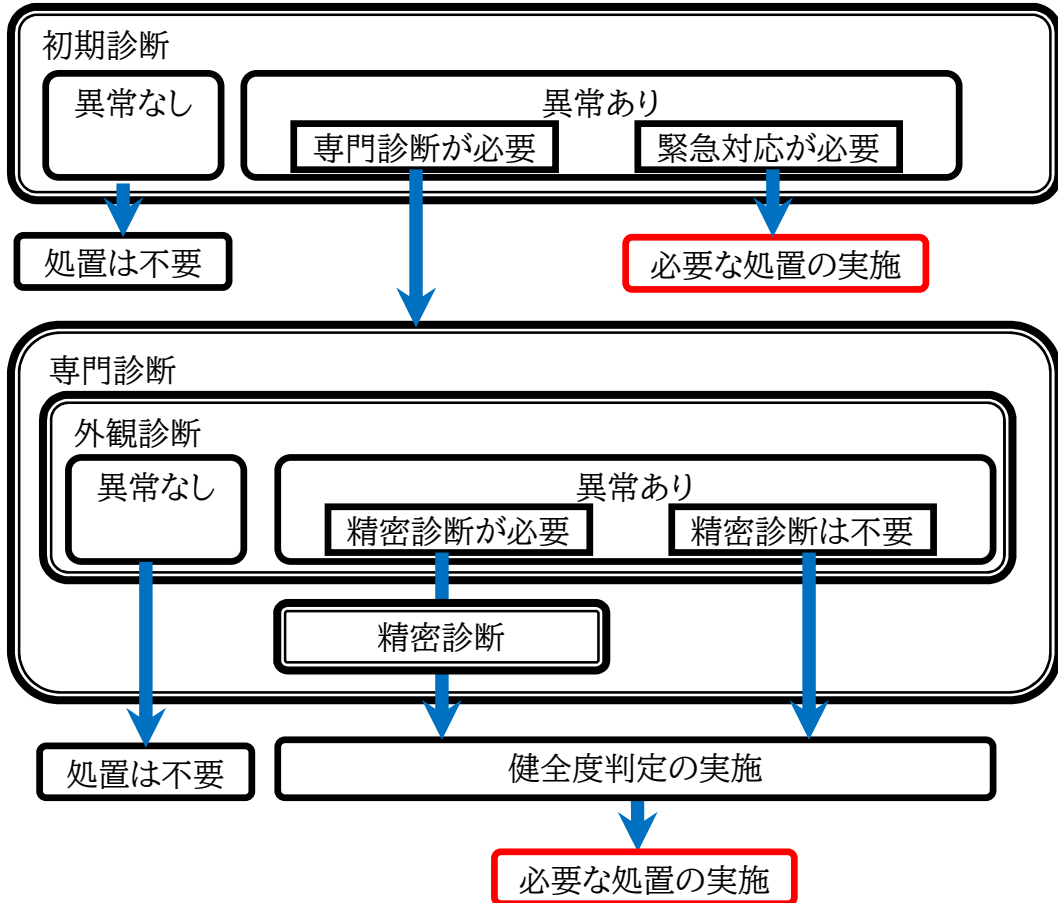 初期診断
異常なし
異常あり
専門診断が必要
緊急対応が必要
処置は不要
必要な処置の実施
専門診断
外観診断
異常なし
異常あり
精密診断が必要
精密診断は不要
精密診断
処置は不要
健全度判定の実施
必要な処置の実施